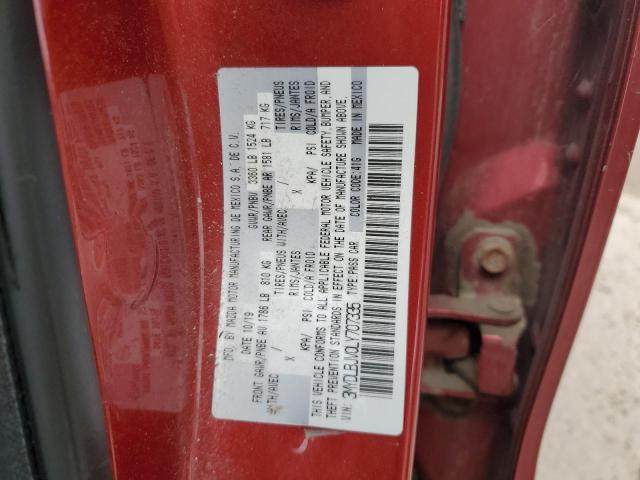 MFD. BY MAZDA MOTOR MANUFACTURING DE MEXICO S.A. DE C.V.
DATE 10/19 GVWR/PNBV 3360 LB 1524 KG
FRONT GAWR/PNBE AV 1786 LB 810 KG REAR GAWR/PNBE AR 1581 LB 717 KG
WITH/AVEC TIRES/PNEUS WITH/AVEC TIRES/PNEUS
X / RIMS/JANTES X / RIMS/JANTES
KPA/ PSI COLD/A FROID KPA/ PSI COLD/A FROID
THIS VEHICLE CONFORMS TO ALL APPLICABLE FEDERAL MOTOR VEHICLE SAFETY, BUMPER, AND
THEFT PREVENTION STANDARDS IN EFFECT ON THE DATE OF MANUFACTURE SHOWN ABOVE.
VIN: 3MYDLBJV0LY707335 TYPE:PASS CAR COLOR CODE:41G MADE IN MEXICO